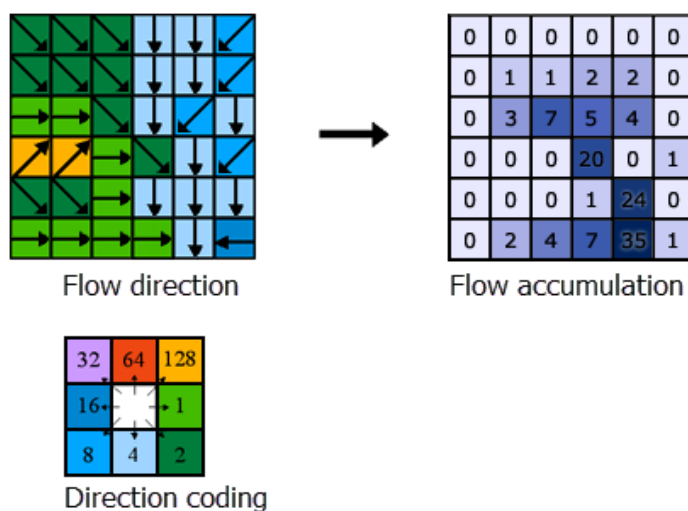 0 0 0 0 0 0
0 1 1 2 2 0
0 3 7 5 4 0
0 0 0 20 0 1
0 0 0 1 24 0
0 2 4 7 35 1
Flow direction
Flow accumulation
32 64 128
16 1
8 4 2
Direction coding